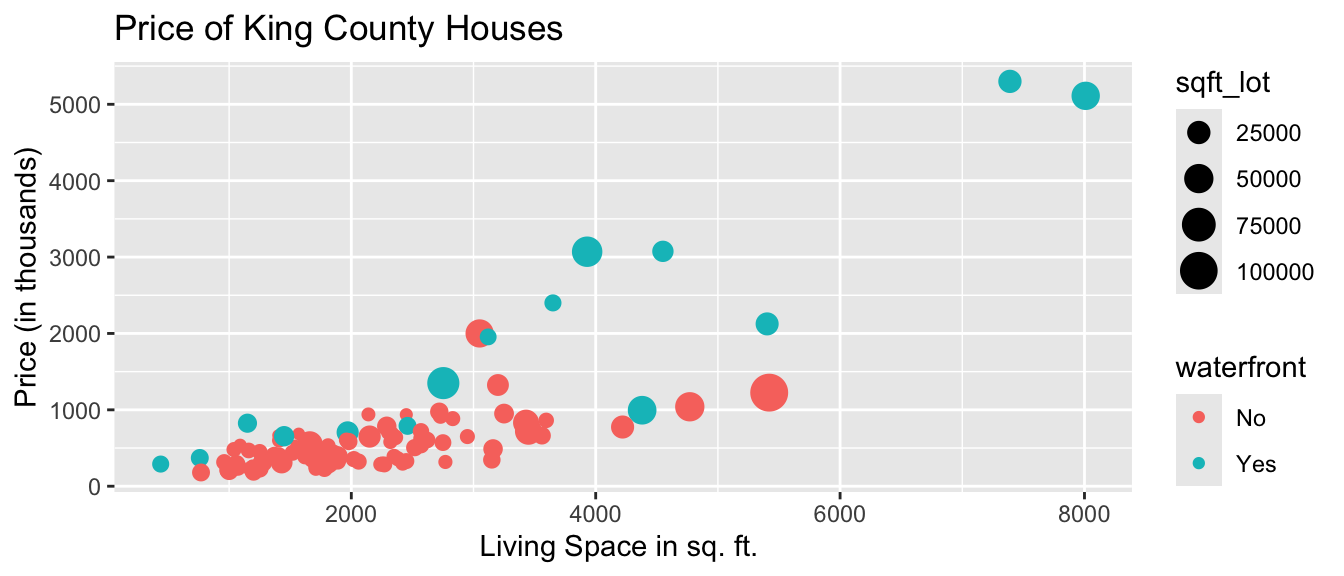 Price of King County Houses
Price (in thousands)
5000
4000
3000
2000
1000
0
2000 4000 6000 8000
Living Space in sq. ft.
sqft_lot
25000
50000
75000
100000
waterfront
No
Yes